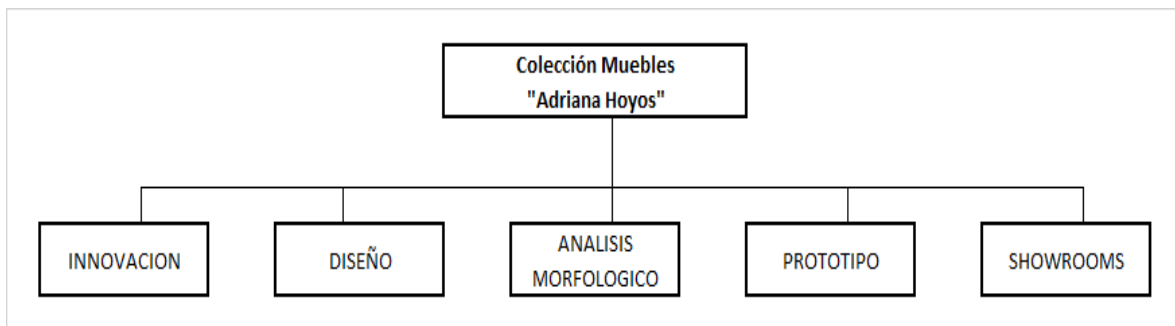 Colección Muebles
"Adriana Hoyos"
INNOVACION
DISEÑO
ANALISIS
MORFOLOGICO
PROTOTIPO
SHOWROOMS